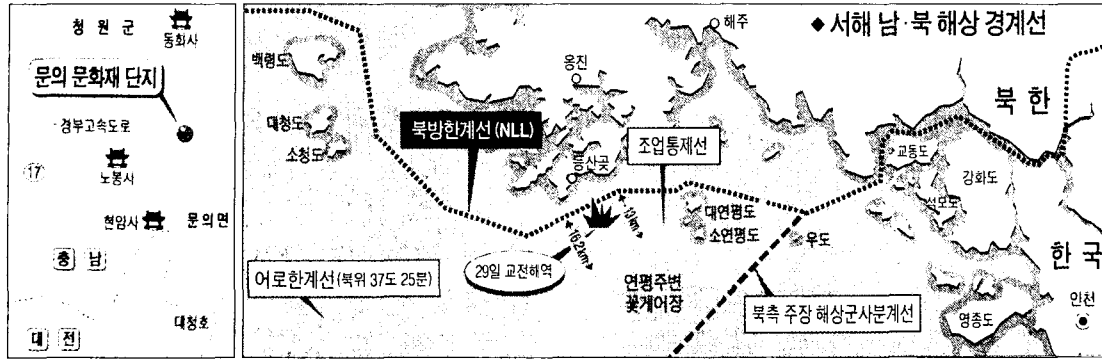 청원군
동화사
문의 문화재 단지
경부고속도로
17
노봉사
현암사
문의면
충남
대청호
대전
◆ 서해 남·북 해상 경계선
해주
백령도
옹진
북한
대청도
북방한계선(NLL)
소청도
조업통제선
등산곶
교동도
강화도
석모도
대연평도
소연평도
우도
13km
16.2km
한국
29일 교전해역
어로한계선(북위 37도 25분)
연평주변
꽃게어장
북측 주장 해상군사분계선
인천
영종도